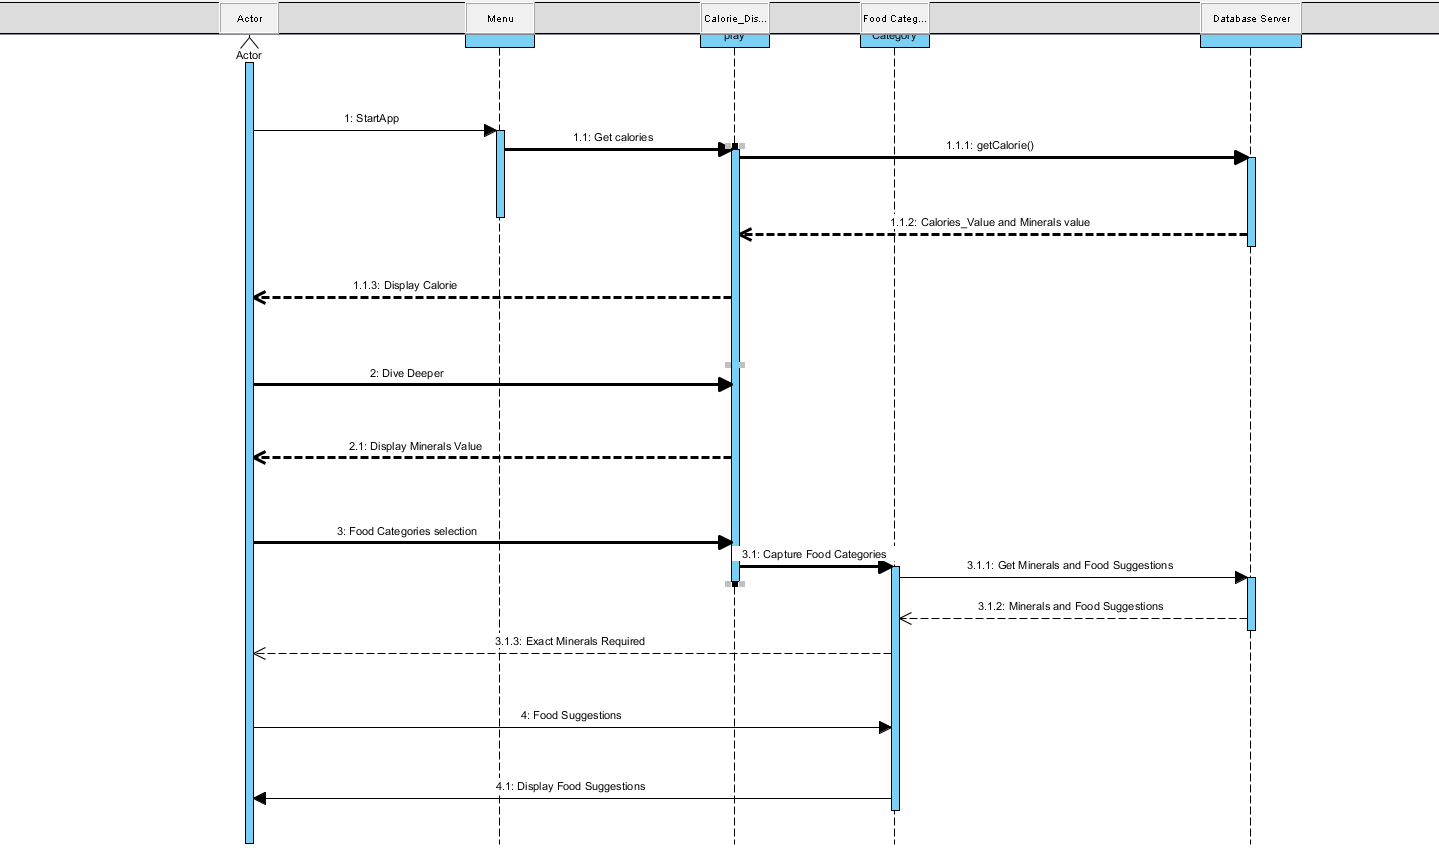 Actor Menu Calorie_Dis... Food Categ... Database Server
play Category
Actor
1: StartApp
1.1: Get calories
1.1.1: getCalorie()
1.1.2: Calories_Value and Minerals value
1.1.3: Display Calorie
2: Dive Deeper
2.1: Display Minerals Value
3: Food Categories selection
3.1: Capture Food Categories
3.1.1: Get Minerals and Food Suggestions
3.1.2: Minerals and Food Suggestions
3.1.3: Exact Minerals Required
4: Food Suggestions
4.1: Display Food Suggestions